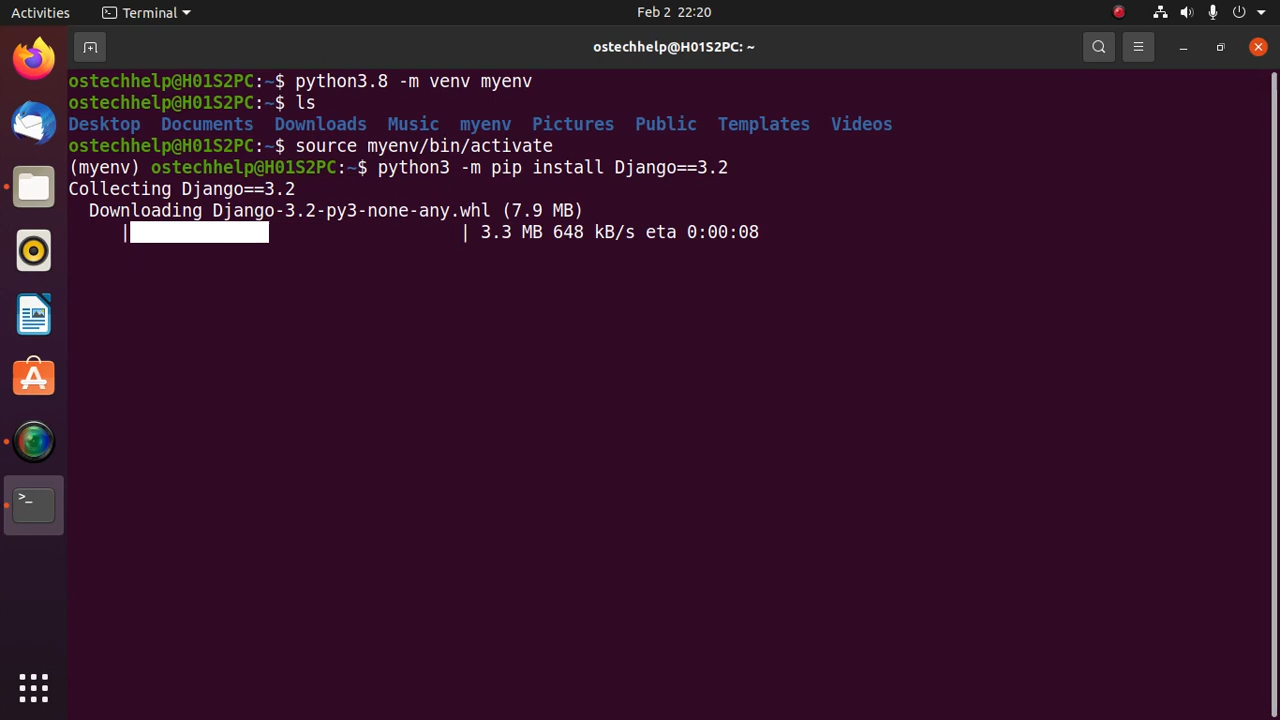 Activities Terminal Feb 2 22:20
ostechhelp@H01S2PC: ~
ostechhelp@H01S2PC:~$ python3.8 -m venv myenv
ostechhelp@H01S2PC:~$ ls
Desktop Documents Downloads Music myenv Pictures Public Templates Videos
ostechhelp@H01S2PC:~$ source myenv/bin/activate
(myenv) ostechhelp@H01S2PC:~$ python3 -m pip install Django==3.2
Collecting Django==3.2
Downloading Django-3.2-py3-none-any.whl (7.9 MB)
| | 3.3 MB 648 kB/s eta 0:00:08
>_